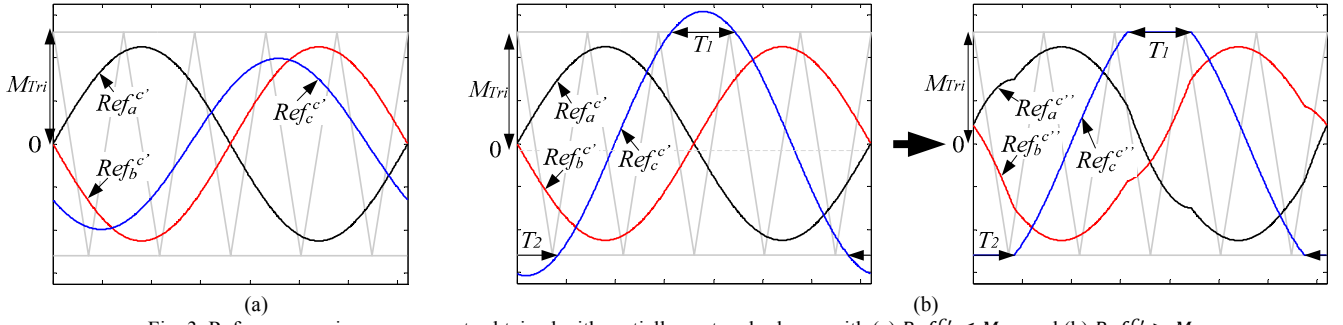 M_Tri
0
Ref_a^c'
Ref_b^c'
Ref_c^c'
(a)
M_Tri
0
T_1
T_2
Ref_a^c'
Ref_b^c'
Ref_c^c'
M_Tri
0
T_1
T_2
Ref_a^c''
Ref_b^c''
Ref_c^c''
(b)